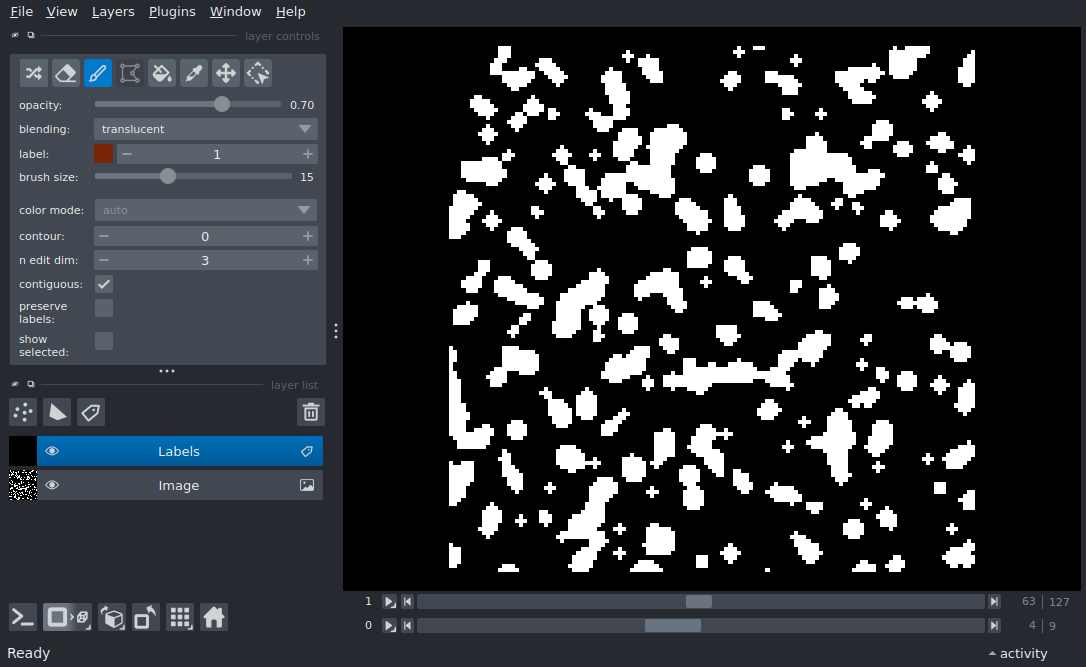 File View Layers Plugins Window Help
layer controls
opacity: 0.70
blending: translucent
label: 1
brush size: 15
color mode: auto
contour: 0
n edit dim: 3
contiguous:
preserve
labels:
show
selected:
layer list
Labels
Image
1 63 127
0 4 9
Ready activity